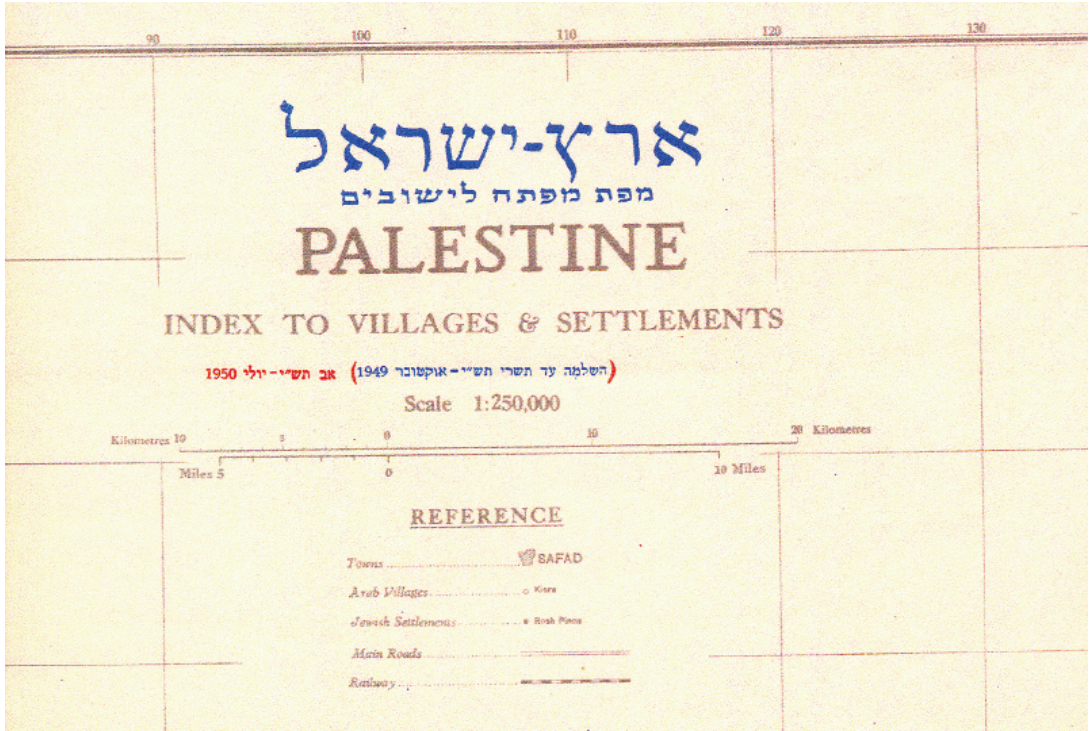 90 100 110 120 130
ארץ-ישראל
מפת מפתח לישובים
PALESTINE
INDEX TO VILLAGES & SETTLEMENTS
(השלמה עד תשרי תש״י – אוקטובר 1949) אב תש״י – יולי 1950
Scale 1:250,000
Kilometres 10 5 0 10 20 Kilometres
Miles 5 0 10 Miles
REFERENCE
Towns SAFAD
Arab Villages Kisra
Jewish Settlements Rosh Pinna
Main Roads
Railway